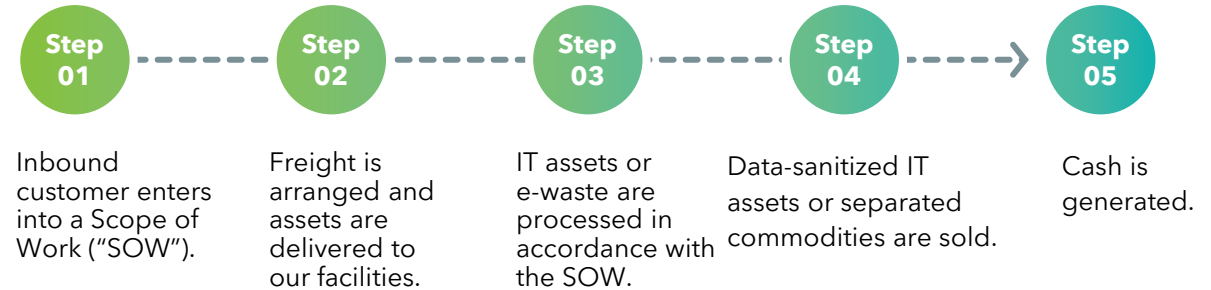 Step
01
Step
02
Step
03
Step
04
Step
05
Inbound
customer enters
into a Scope of
Work (“SOW”).
Freight is
arranged and
assets are
delivered to
our facilities.
IT assets or
e-waste are
processed in
accordance with
the SOW.
Data-sanitized IT
assets or separated
commodities are sold.
Cash is
generated.